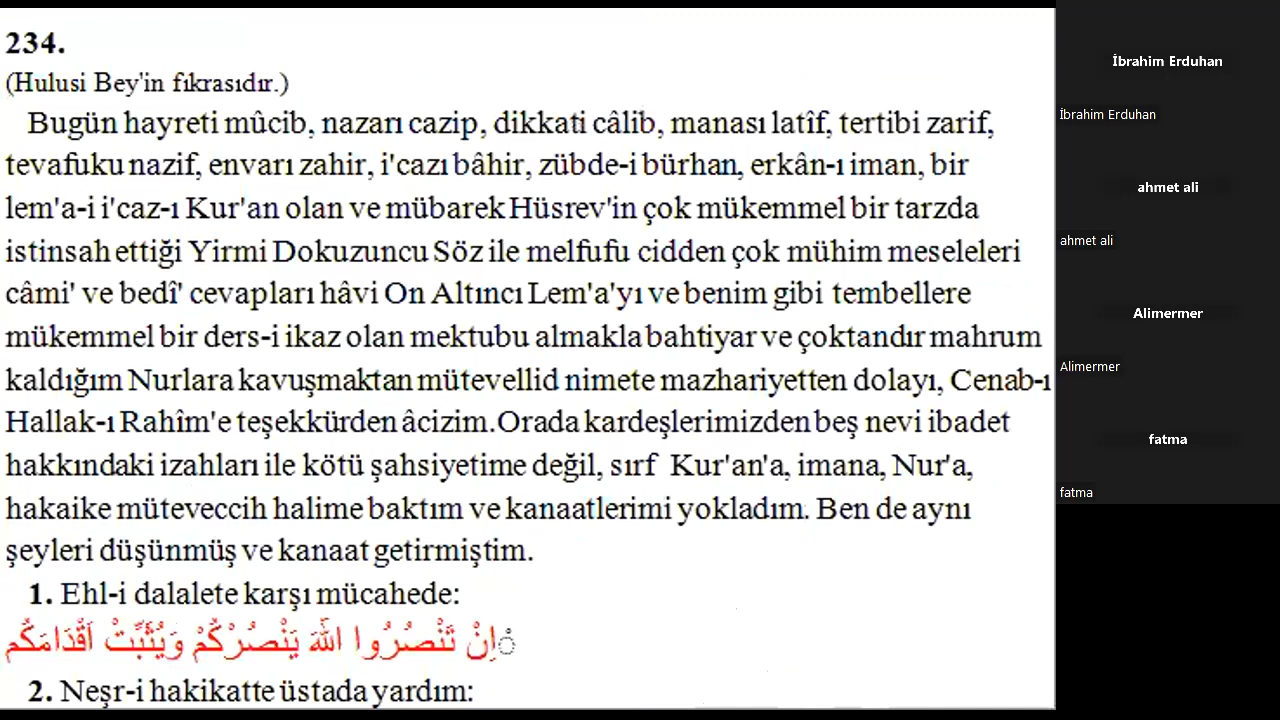 234.
(Hulusi Bey'in fıkrasıdır.)
Bugün hayreti mûcib, nazarı cazip, dikkati câlib, manası latîf, tertibi zarif,
tevafuku nazif, envarı zahir, i'cazı bâhir, zübde-i bürhan, erkân-ı iman, bir
lem'a-i i'caz-ı Kur'an olan ve mübarek Hüsrev'in çok mükemmel bir tarzda
istinsah ettiği Yirmi Dokuzuncu Söz ile melfufu cidden çok mühim meseleleri
câmi' ve bedî' cevapları hâvi On Altıncı Lem'a'yı ve benim gibi tembellere
mükemmel bir ders-i ikaz olan mektubu almakla bahtiyar ve çoktandır mahrum
kaldığım Nurlara kavuşmaktan mütevellid nimete mazhariyetten dolayı, Cenab-ı
Hallak-ı Rahîm'e teşekkürden âcizim. Orada kardeşlerimizden beş nevi ibadet
hakkındaki izahları ile kötü şahsiyetime değil, sırf Kur'an'a, imana, Nur'a,
hakaike müteveccih halime baktım ve kanaatlerimi yokladım. Ben de aynı
şeyleri düşünmüş ve kanaat getirmiştim.
1. Ehl-i dalalete karşı mücahede:
اِنْ تَنْصُرُوا اللّٰهَ يَنْصُرْكُمْ وَيُثَبِّتْ اَقْدَامَكُمْ
2. Neşr-i hakikatte üstada yardım:
İbrahim Erduhan
İbrahim Erduhan
ahmet ali
ahmet ali
Alimermer
Alimermer
fatma
fatma